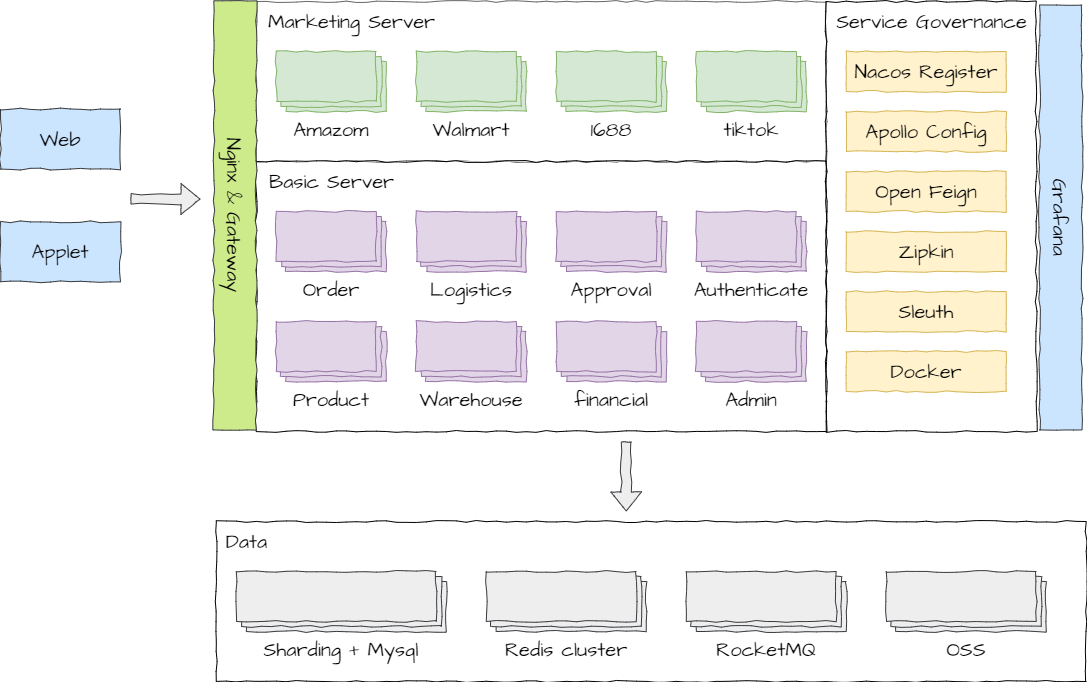 Web
Applet
Nginx & Gateway
Marketing Server
Amazom
Walmart
1688
tiktok
Basic Server
Order
Logistics
Approval
Authenticate
Product
Warehouse
financial
Admin
Service Governance
Nacos Register
Apollo Config
Open Feign
Zipkin
Sleuth
Docker
Grafana
Data
Sharding + Mysql
Redis cluster
RocketMQ
OSS